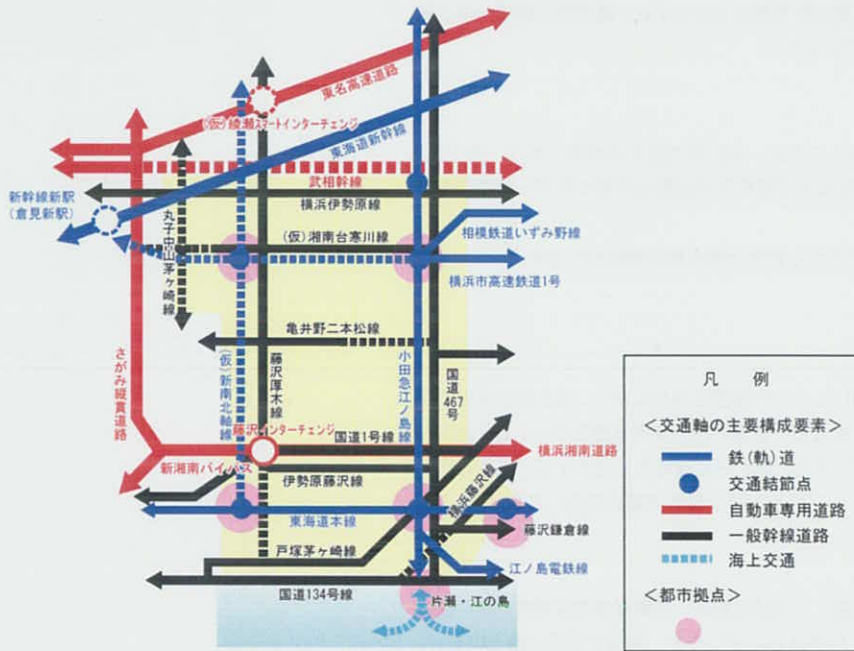 東名高速道路
(仮)綾瀬スマートインターチェンジ
東海道新幹線
武相幹線
新幹線新駅
(倉見新駅)
横浜伊勢原線
丸子中山茅ヶ崎線
(仮)湘南台寒川線
相模鉄道いずみ野線
横浜市高速鉄道1号
亀井野二本松線
さがみ縦貫道路
(仮)新南北軸線
藤沢厚木線
小田急江ノ島線
国道
467
号
藤沢インターチェンジ
国道1号線
横浜湘南道路
新湘南バイパス
伊勢原藤沢線
横浜藤沢線
東海道本線
藤沢鎌倉線
戸塚茅ヶ崎線
江ノ島電鉄線
国道134号線
片瀬・江の島
凡 例
<交通軸の主要構成要素>
鉄(軌)道
交通結節点
自動車専用道路
一般幹線道路
海上交通
<都市拠点>